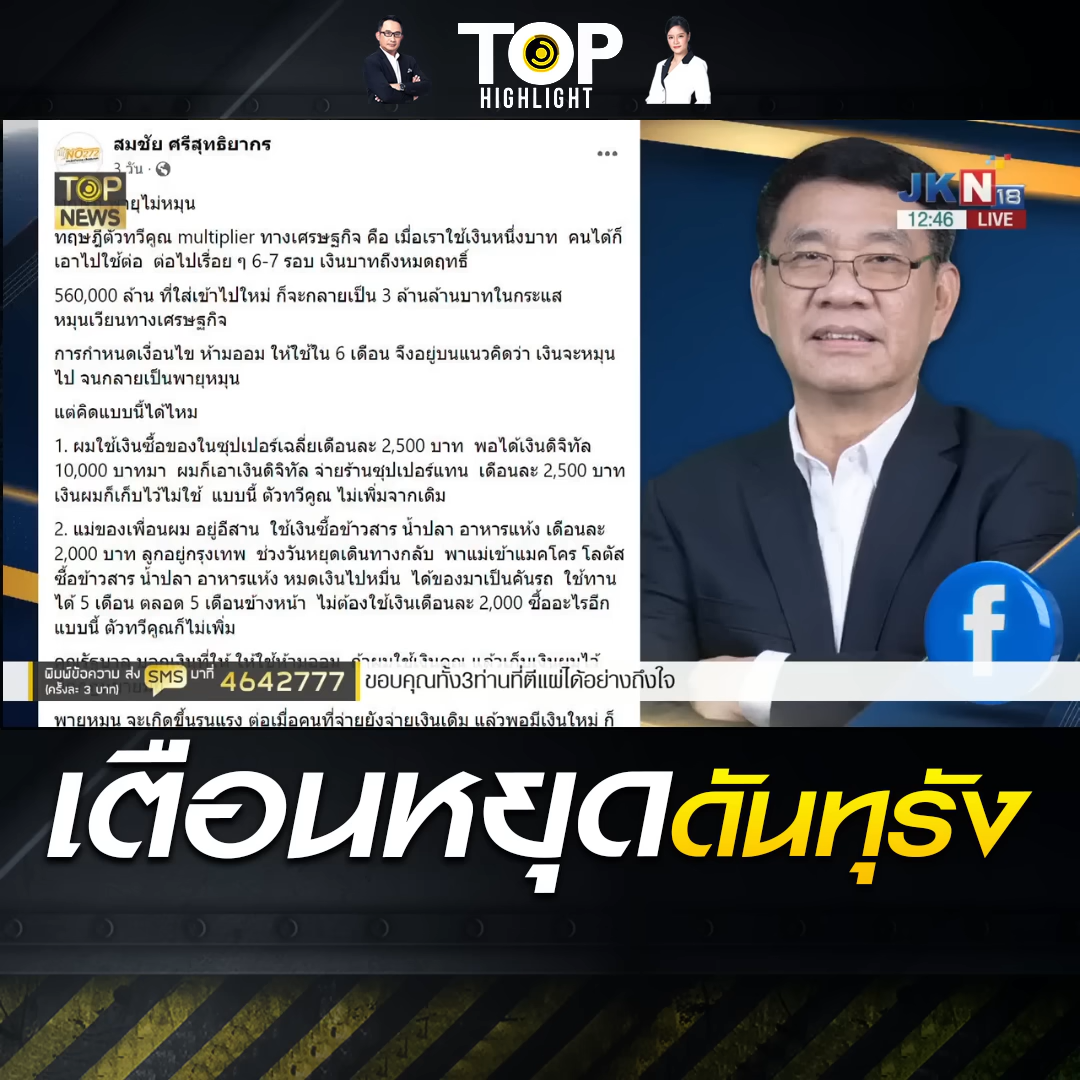 TOP
HIGHLIGHT
สมชัย ศรีสุทธิยากร
3 วัน
TOP
NEWS
พายุไม่หมุน
ทฤษฎีตัวทวีคูณ multiplier ทางเศรษฐกิจ คือ เมื่อเราใช้เงินหนึ่งบาท คนได้ก็
เอาไปใช้ต่อ ต่อไปเรื่อย ๆ 6-7 รอบ เงินบาทถึงหมดฤทธิ์
560,000 ล้าน ที่ใส่เข้าไปใหม่ ก็จะกลายเป็น 3 ล้านล้านบาทในกระแส
หมุนเวียนทางเศรษฐกิจ
การกำหนดเงื่อนไข ห้ามออม ให้ใช้ใน 6 เดือน จึงอยู่บนแนวคิดว่า เงินจะหมุน
ไป จนกลายเป็นพายุหมุน
แต่คิดแบบนี้ได้ไหม
1. ผมใช้เงินซื้อของในซุปเปอร์เฉลี่ยเดือนละ 2,500 บาท พอได้เงินดิจิทัล
10,000 บาทมา ผมก็เอาเงินดิจิทัล จ่ายร้านซุปเปอร์แทน เดือนละ 2,500 บาท
เงินผมก็เก็บไว้ไม่ใช้ แบบนี้ ตัวทวีคูณ ไม่เพิ่มจากเดิม
2. แม่ของเพื่อนผม อยู่อีสาน ใช้เงินซื้อข้าวสาร น้ำปลา อาหารแห้ง เดือนละ
2,000 บาท ลูกอยู่กรุงเทพ ช่วงวันหยุดเดินทางกลับ พาแม่เข้าแมคโคร โลตัส
ซื้อข้าวสาร น้ำปลา อาหารแห้ง หมดเงินไปหมื่น ได้ของมาเป็นคันรถ ใช้ทาน
ได้ 5 เดือน ตลอด 5 เดือนข้างหน้า ไม่ต้องใช้เงินเดือนละ 2,000 ซื้ออะไรอีก
แบบนี้ ตัวทวีคูณก็ไม่เพิ่ม
พายุหมุน จะเกิดขึ้นรุนแรง ต่อเมื่อคนที่จ่ายยังจ่ายเงินเดิม แล้วพอมีเงินใหม่ ก็
JKN18
12:46 LIVE
พิมพ์ข้อความ ส่ง SMS มาที่ 4642777
(ครั้งละ 3 บาท)
ขอบคุณทั้ง3ท่านที่ตีแผ่ได้อย่างถึงใจ
เตือนหยุดดันทุรัง